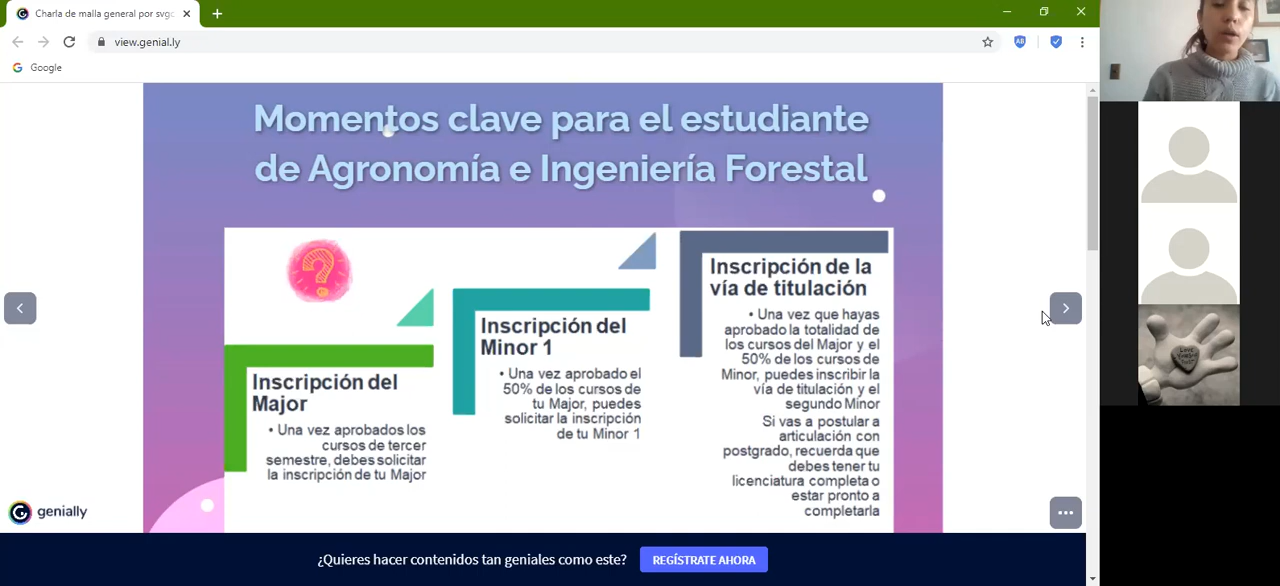 Charla de malla general por svgc
view.genial.ly
Google
Momentos clave para el estudiante
de Agronomía e Ingeniería Forestal
Inscripción del
Major
• Una vez aprobados los
cursos de tercer
semestre, debes solicitar
la inscripción de tu Major
Inscripción del
Minor 1
• Una vez aprobado el
50% de los cursos de
tu Major, puedes
solicitar la inscripción
de tu Minor 1
Inscripción de la
vía de titulación
• Una vez que hayas
aprobado la totalidad de
los cursos del Major y el
50% de los cursos de
Minor, puedes inscribir la
vía de titulación y el
segundo Minor
Si vas a postular a
articulación con
postgrado, recuerda que
debes tener tu
licenciatura completa o
estar pronto a
completarla
genially
¿Quieres hacer contenidos tan geniales como este?
REGÍSTRATE AHORA